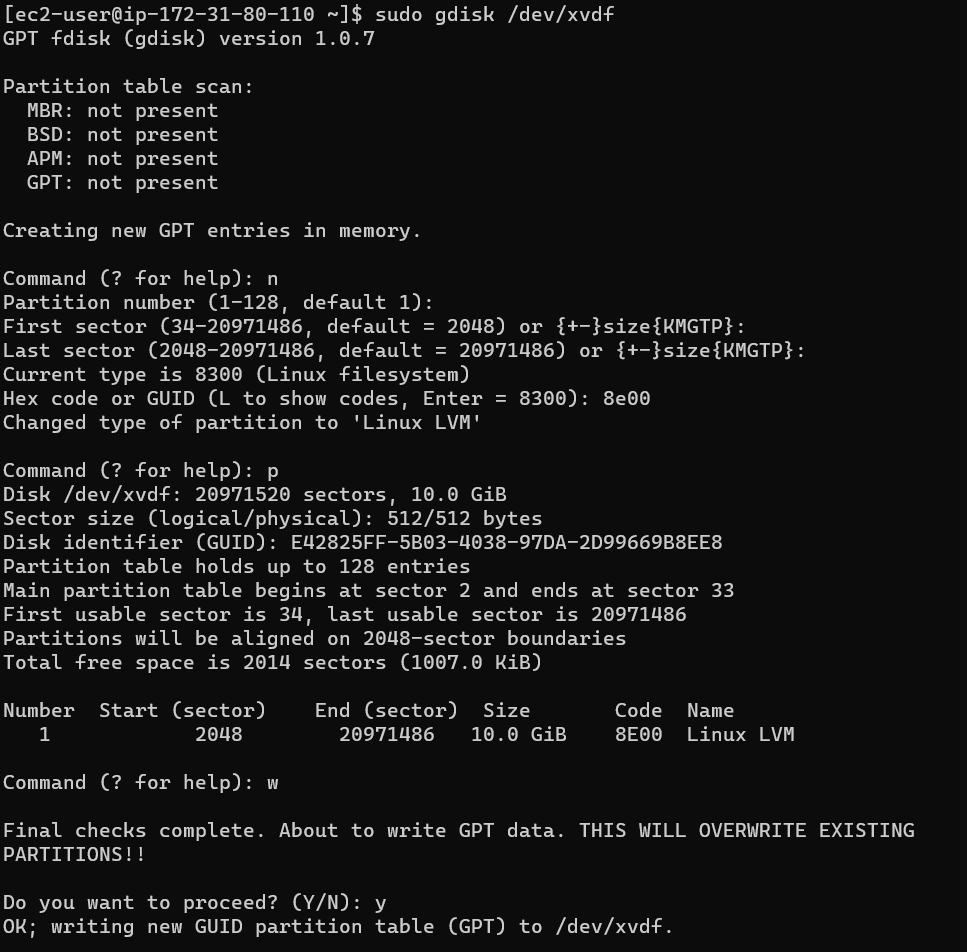 [ec2-user@ip-172-31-80-110 ~]$ sudo gdisk /dev/xvdf
GPT fdisk (gdisk) version 1.0.7

Partition table scan:
  MBR: not present
  BSD: not present
  APM: not present
  GPT: not present

Creating new GPT entries in memory.

Command (? for help): n
Partition number (1-128, default 1):
First sector (34-20971486, default = 2048) or {+-}size{KMGTP}:
Last sector (2048-20971486, default = 20971486) or {+-}size{KMGTP}:
Current type is 8300 (Linux filesystem)
Hex code or GUID (L to show codes, Enter = 8300): 8e00
Changed type of partition to 'Linux LVM'

Command (? for help): p
Disk /dev/xvdf: 20971520 sectors, 10.0 GiB
Sector size (logical/physical): 512/512 bytes
Disk identifier (GUID): E42825FF-5B03-4038-97DA-2D99669B8EE8
Partition table holds up to 128 entries
Main partition table begins at sector 2 and ends at sector 33
First usable sector is 34, last usable sector is 20971486
Partitions will be aligned on 2048-sector boundaries
Total free space is 2014 sectors (1007.0 KiB)

Number  Start (sector)    End (sector)  Size       Code  Name
   1            2048        20971486   10.0 GiB    8E00  Linux LVM

Command (? for help): w

Final checks complete. About to write GPT data. THIS WILL OVERWRITE EXISTING
PARTITIONS!!

Do you want to proceed? (Y/N): y
OK; writing new GUID partition table (GPT) to /dev/xvdf.